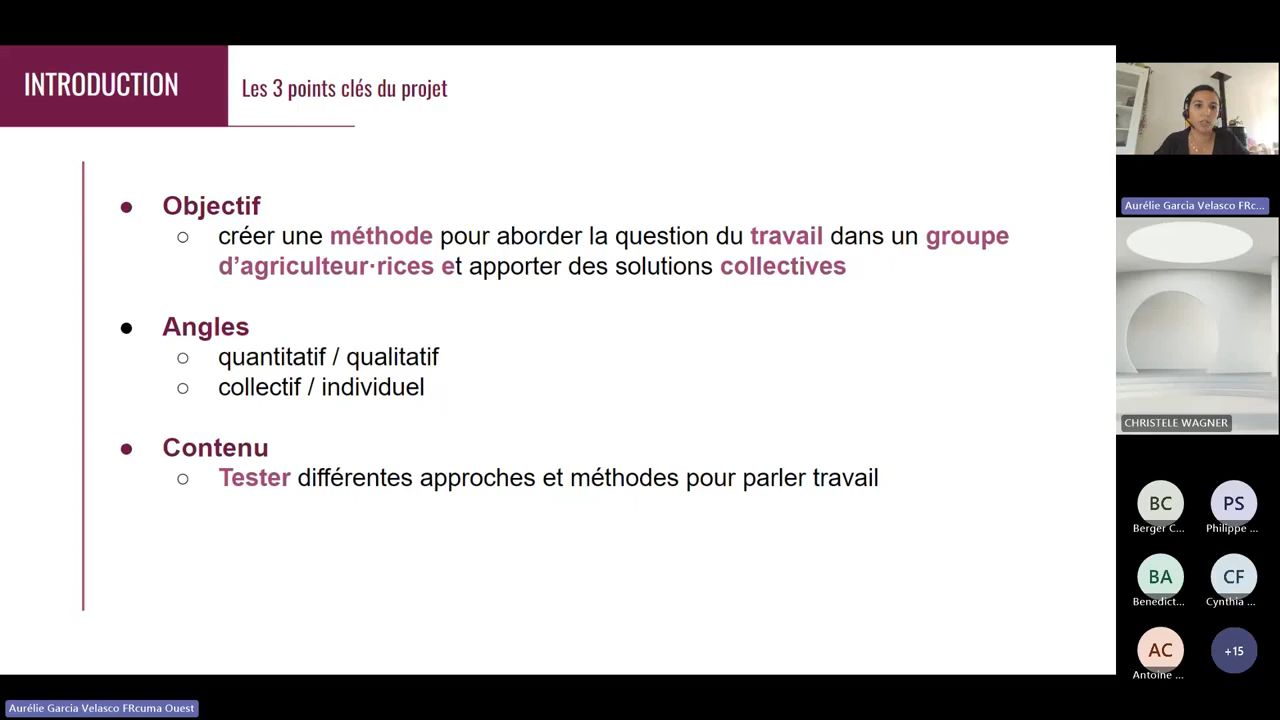 INTRODUCTION
Les 3 points clés du projet
● Objectif
○ créer une méthode pour aborder la question du travail dans un groupe
d’agriculteur·rices et apporter des solutions collectives
● Angles
○ quantitatif / qualitatif
○ collectif / individuel
● Contenu
○ Tester différentes approches et méthodes pour parler travail
Aurélie Garcia Velasco FRc...
CHRISTELE WAGNER
BC
Berger C...
PS
Philippe ...
BA
Benedict...
CF
Cynthia ...
AC
Antoine ...
+15
Aurélie Garcia Velasco FRcuma Ouest